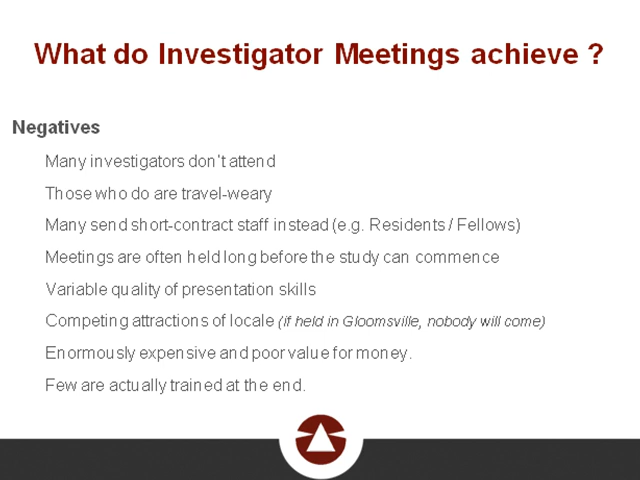 What do Investigator Meetings achieve ?
Negatives
Many investigators don't attend
Those who do are travel-weary
Many send short-contract staff instead (e.g. Residents / Fellows)
Meetings are often held long before the study can commence
Variable quality of presentation skills
Competing attractions of locale (if held in Gloomsville, nobody will come)
Enormously expensive and poor value for money.
Few are actually trained at the end.